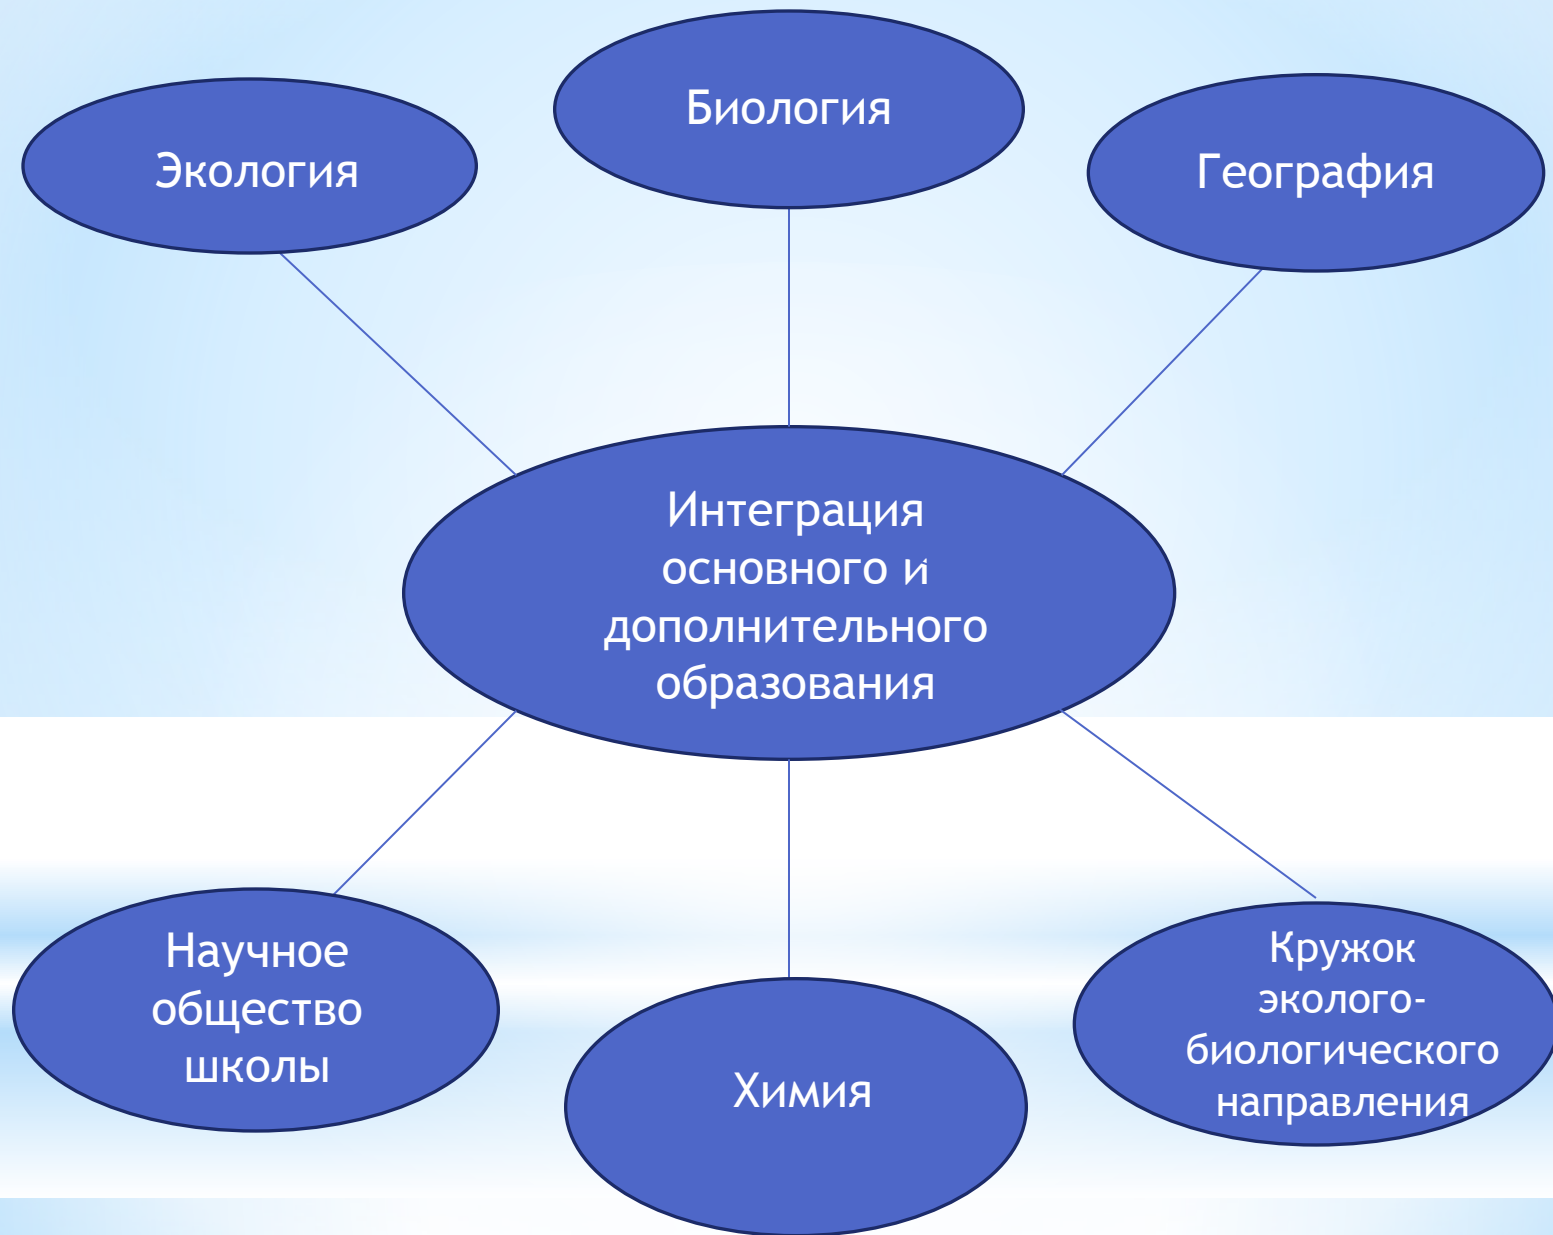 Экология
Биология
География
Интеграция
основного и
дополнительного
образования
Научное
общество
школы
Химия
Кружок
эколого-
биологического
направления